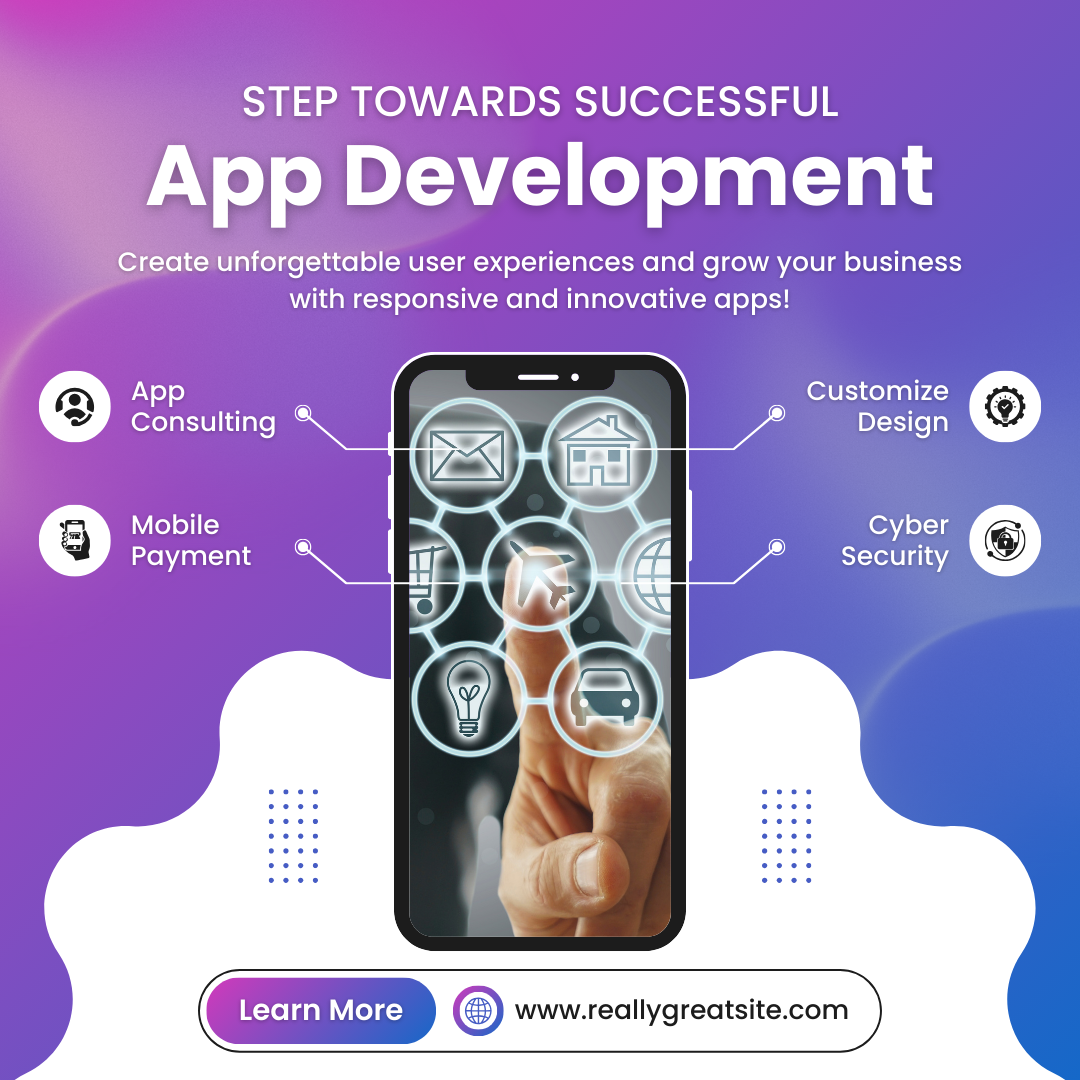 STEP TOWARDS SUCCESSFUL
App Development
Create unforgettable user experiences and grow your business
with responsive and innovative apps!
App
Consulting
Customize
Design
Mobile
Payment
Cyber
Security
Learn More
www.reallygreatsite.com